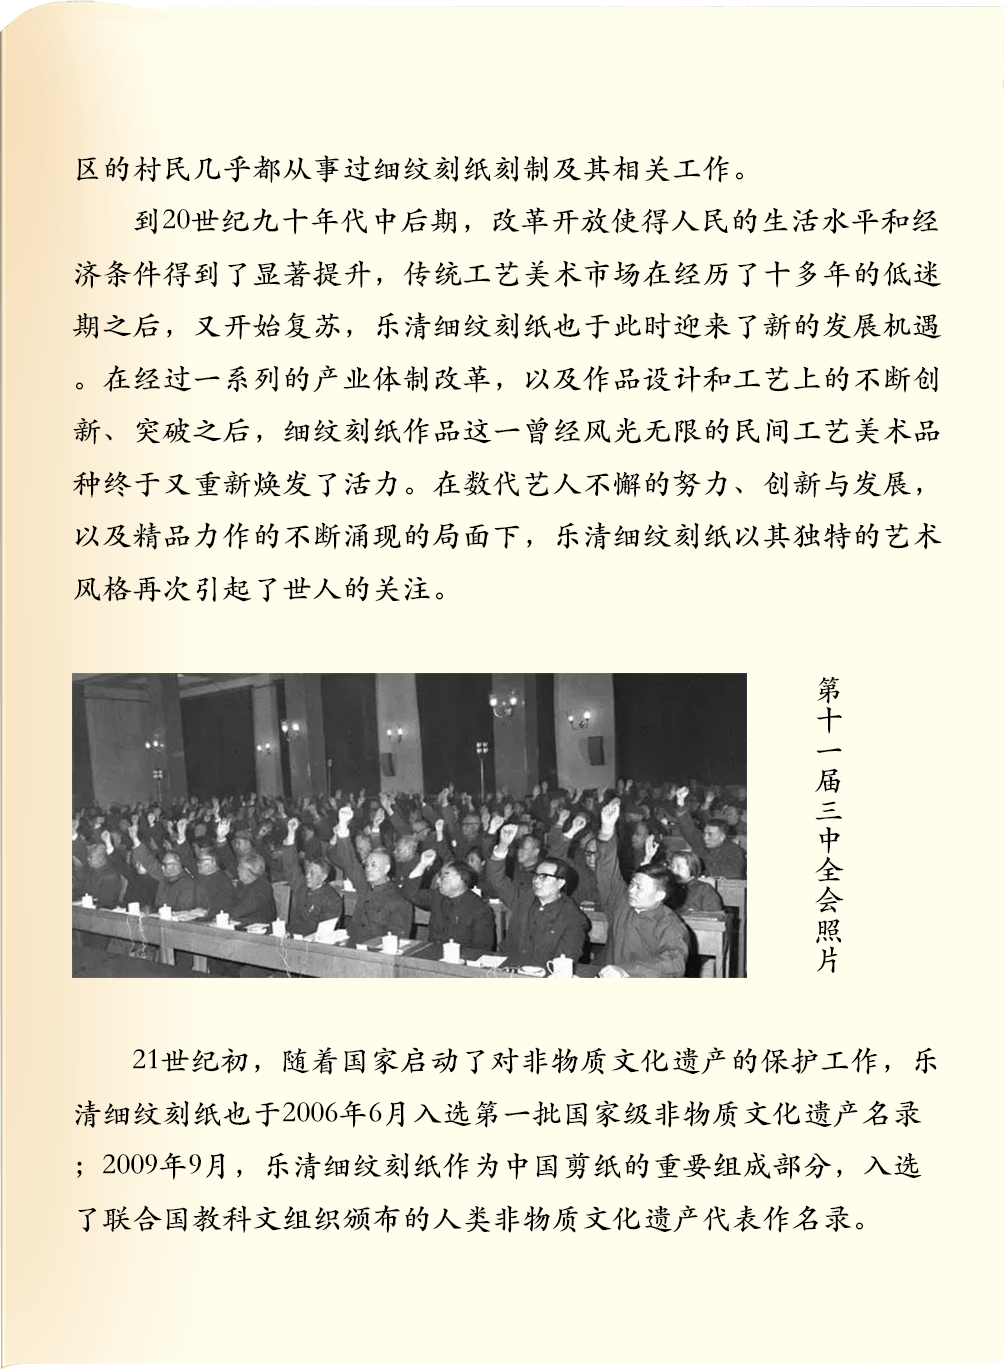 区的村民几乎都从事过细纹刻纸刻制及其相关工作。
到20世纪九十年代中后期，改革开放使得人民的生活水平和经
济条件得到了显著提升，传统工艺美术市场在经历了十多年的低迷
期之后，又开始复苏，乐清细纹刻纸也于此时迎来了新的发展机遇
。在经过一系列的产业体制改革，以及作品设计和工艺上的不断创
新、突破之后，细纹刻纸作品这一曾经风光无限的民间工艺美术品
种终于又重新焕发了活力。在数代艺人不懈的努力、创新与发展，
以及精品力作的不断涌现的局面下，乐清细纹刻纸以其独特的艺术
风格再次引起了世人的关注。
第十一届三中全会照片
21世纪初，随着国家启动了对非物质文化遗产的保护工作，乐
清细纹刻纸也于2006年6月入选第一批国家级非物质文化遗产名录
；2009年9月，乐清细纹刻纸作为中国剪纸的重要组成部分，入选
了联合国教科文组织颁布的人类非物质文化遗产代表作名录。